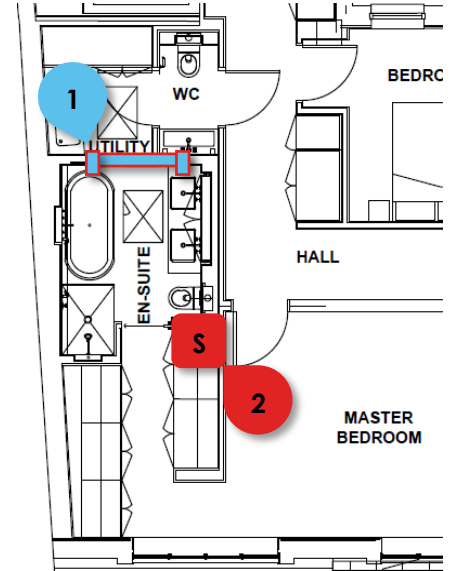 WC
BEDRO
1
UTILITY
EN-SUITE
HALL
S
2
MASTER
BEDROOM